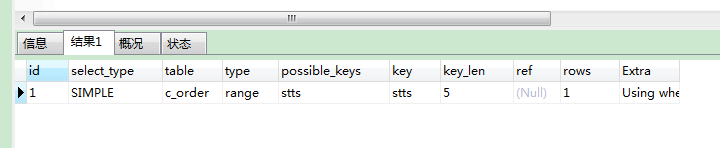 信息 结果1 概况 状态
id select_type table type possible_keys key key_len ref rows Extra
1 SIMPLE c_order range stts stts 5 (Null) 1 Using whe